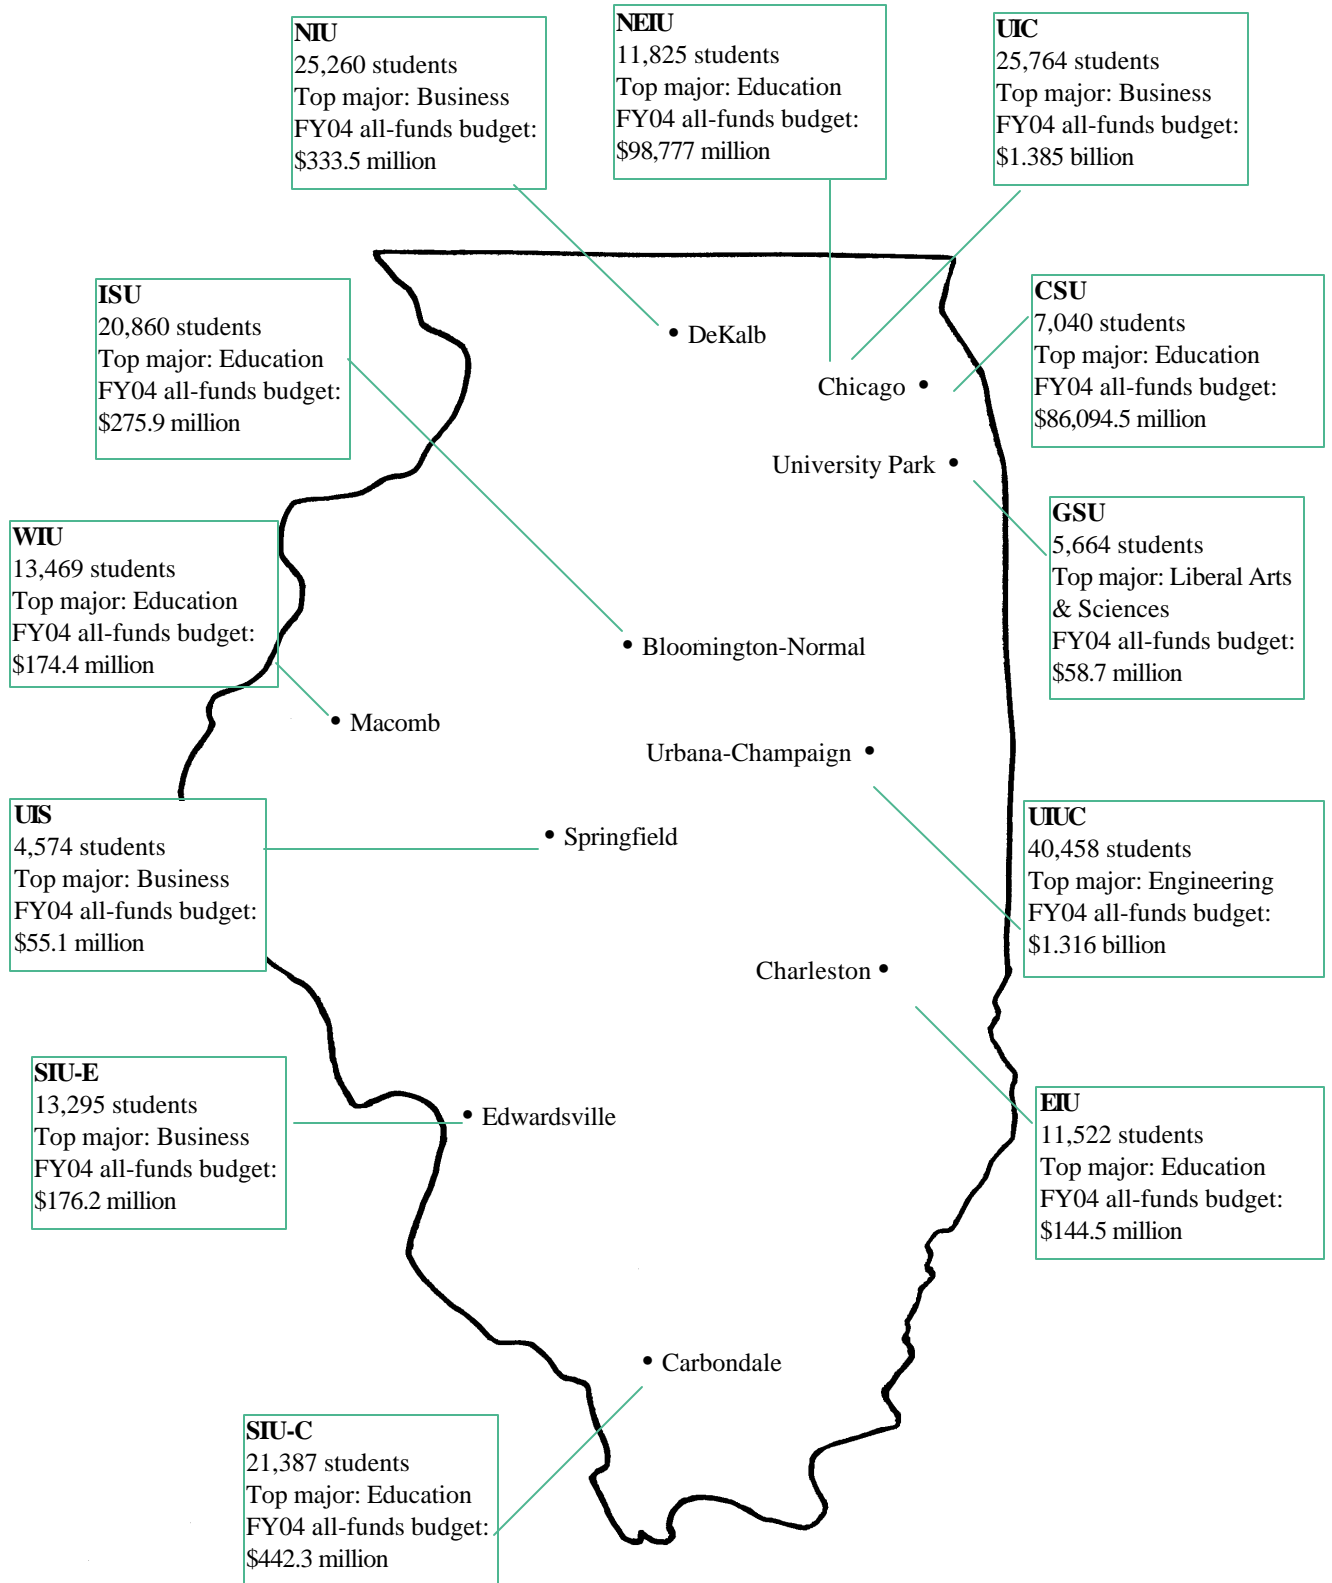 NIU
25,260 students
Top major: Business
FY04 all-funds budget:
$333.5 million
NEIU
11,825 students
Top major: Education
FY04 all-funds budget:
$98,777 million
UIC
25,764 students
Top major: Business
FY04 all-funds budget:
$1.385 billion
ISU
20,860 students
Top major: Education
FY04 all-funds budget:
$275.9 million
CSU
7,040 students
Top major: Education
FY04 all-funds budget:
$86,094.5 million
DeKalb
Chicago
University Park
GSU
5,664 students
Top major: Liberal Arts
& Sciences
FY04 all-funds budget:
$58.7 million
WIU
13,469 students
Top major: Education
FY04 all-funds budget:
$174.4 million
Bloomington-Normal
Macomb
Urbana-Champaign
UIS
4,574 students
Top major: Business
FY04 all-funds budget:
$55.1 million
Springfield
UIUC
40,458 students
Top major: Engineering
FY04 all-funds budget:
$1.316 billion
Charleston
SIU-E
13,295 students
Top major: Business
FY04 all-funds budget:
$176.2 million
Edwardsville
EIU
11,522 students
Top major: Education
FY04 all-funds budget:
$144.5 million
Carbondale
SIU-C
21,387 students
Top major: Education
FY04 all-funds budget:
$442.3 million